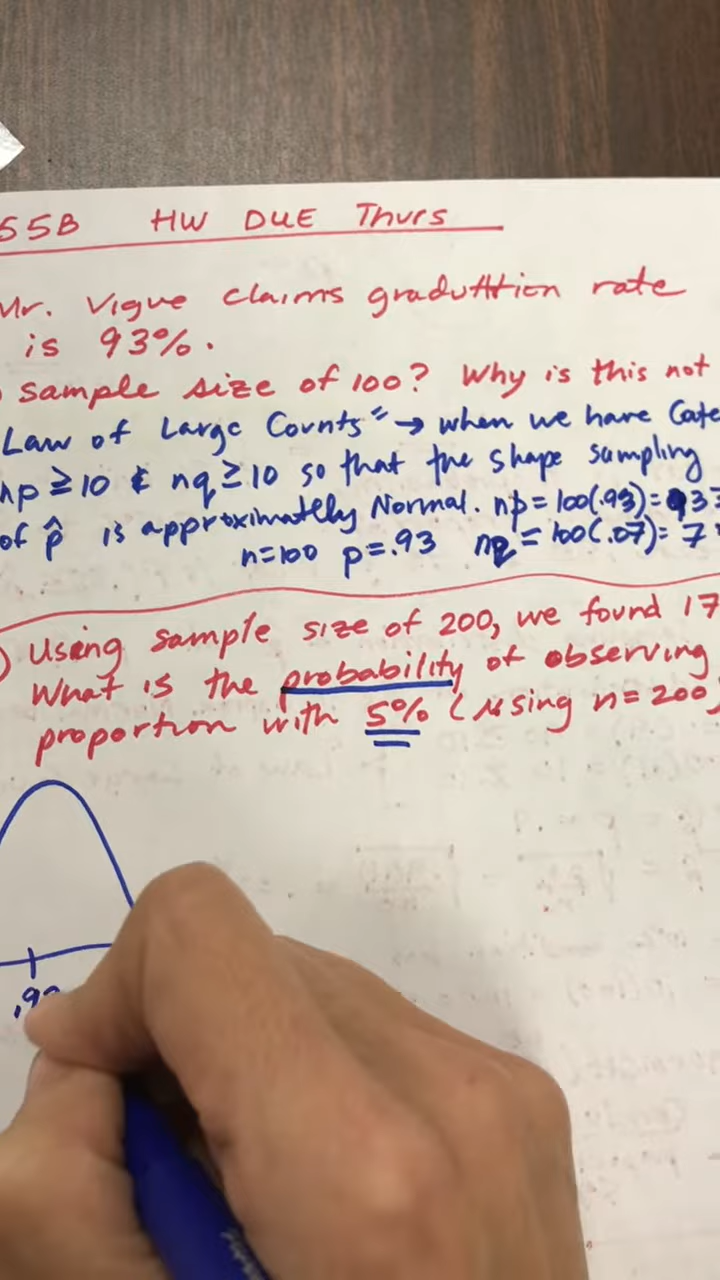 55B HW DUE Thurs
Mr. Vigue claims graduttion rate
is 93%.
sample size of 100? Why is this not
Law of Large Counts" → when we have Cate
np ≥ 10 & nq ≥ 10 so that the shape sampling
of p̂ is approximately Normal. np = 100(.93) = 93
n=100 p=.93 nq = 100(.07) = 7
) Using sample size of 200, we found 17
What is the probability of observing
proportion with 5% (using n=200)
.9